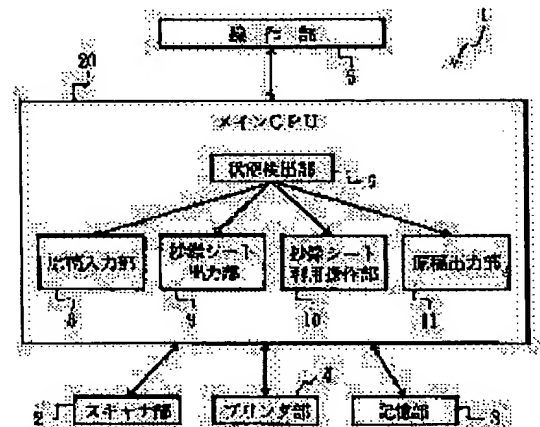 操作部
1
20
5
メインCPU
状態検出部
原稿入力部
抄録シート
出力部
抄録シート
利用操作部
原稿出力部
8
9
10
11
2
スキャナ部
4
プリンタ部
記憶部
3